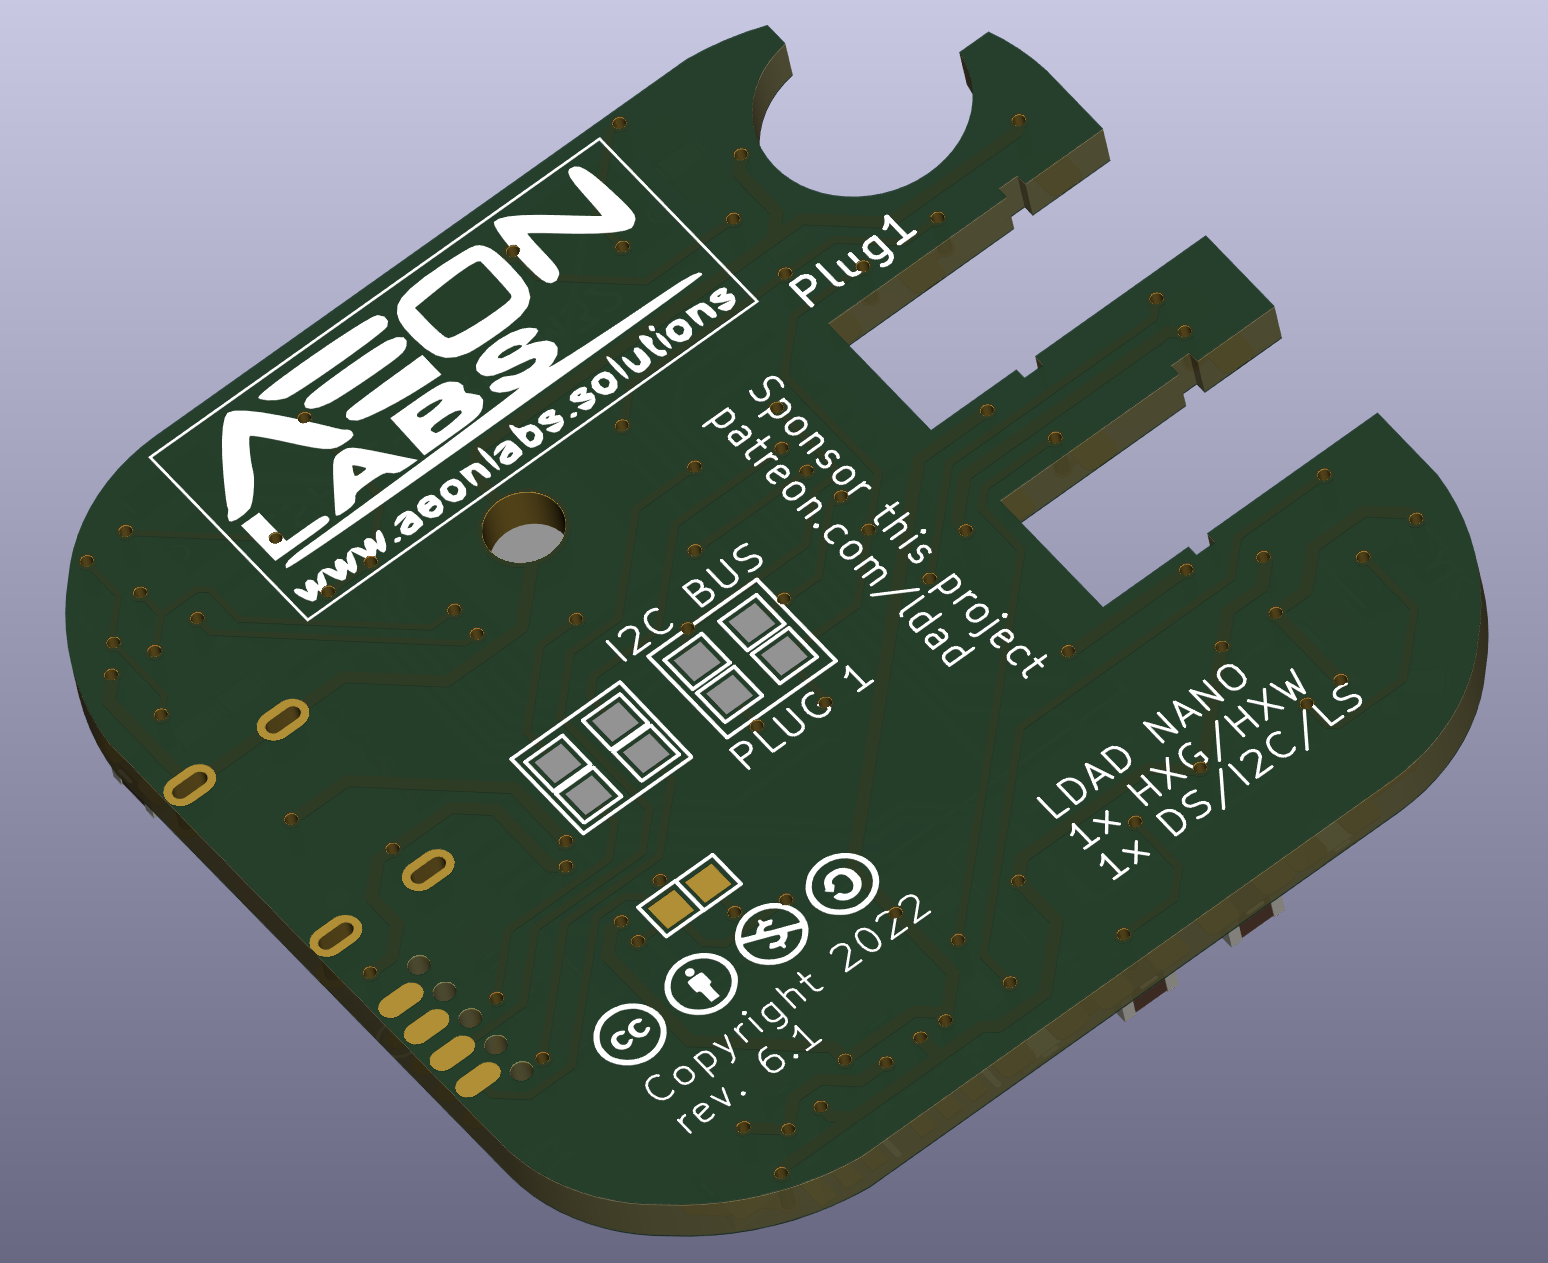 AEON
LABS
www.aeonlabs.solutions
Plug1
Sponsor this project
patreon.com/ldad
I2C BUS
PLUG 1
LDAD NANO
1x HXG/HXW
1x DS/I2C/LS
cc
Copyright 2022
rev. 6.1